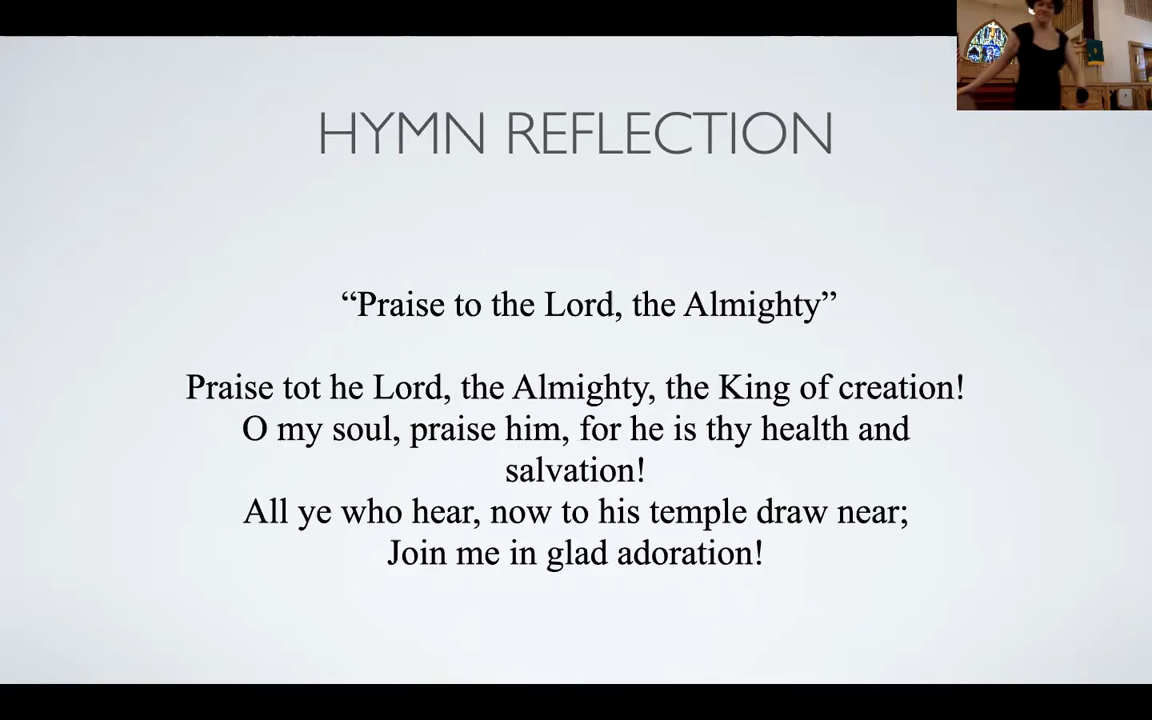 HYMN REFLECTION
“Praise to the Lord, the Almighty”
Praise tot he Lord, the Almighty, the King of creation!
O my soul, praise him, for he is thy health and
salvation!
All ye who hear, now to his temple draw near;
Join me in glad adoration!